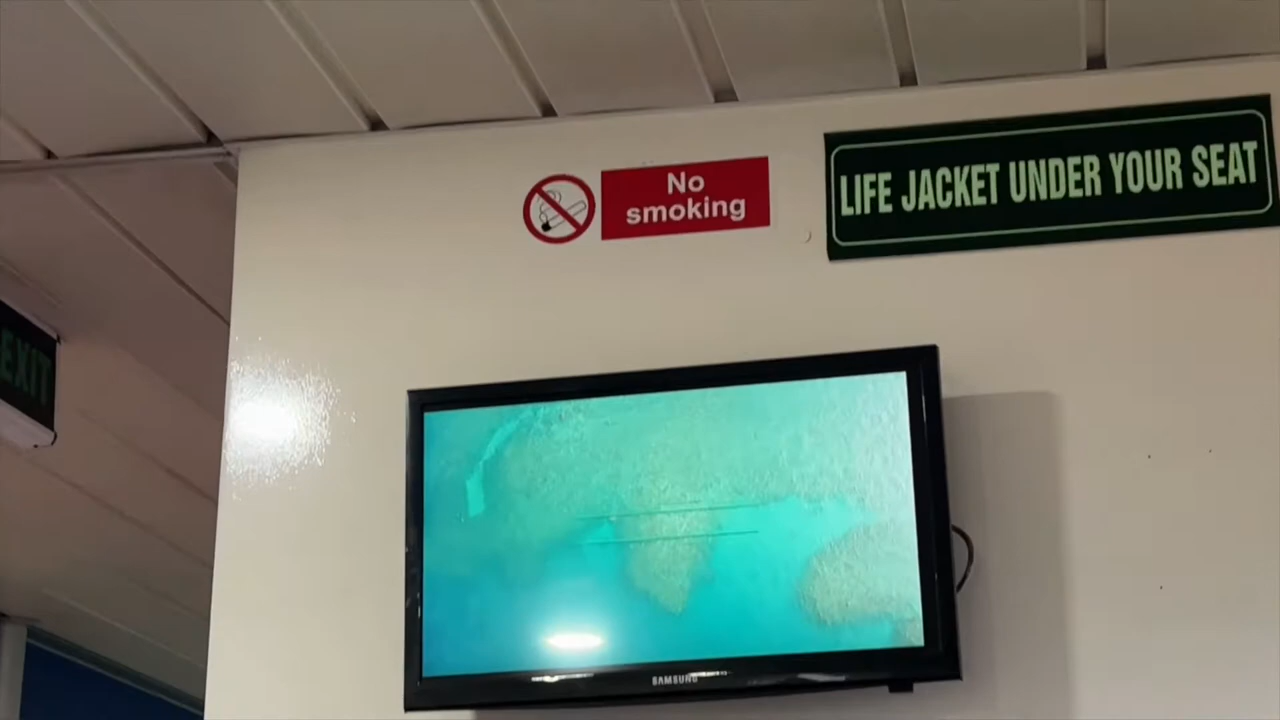 No
smoking
LIFE JACKET UNDER YOUR SEAT
EXIT
SAMSUNG